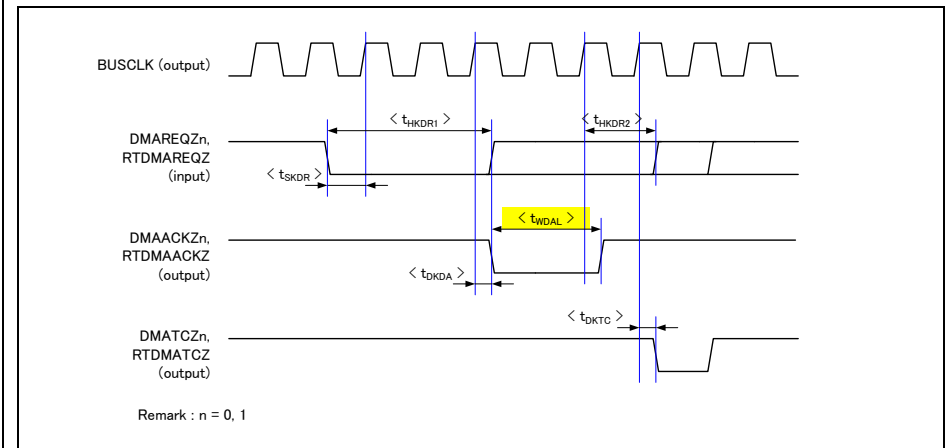 BUSCLK (output)
DMAREQZn,
RTDMAREQZ
(input)
< tHKDR1 >
< tHKDR2 >
< tSKDR >
DMAACKZn,
RTDMAACKZ
(output)
< tWDAL >
< tDKDA >
DMATCZn,
RTDMATCZ
(output)
< tDKTC >
Remark : n = 0, 1